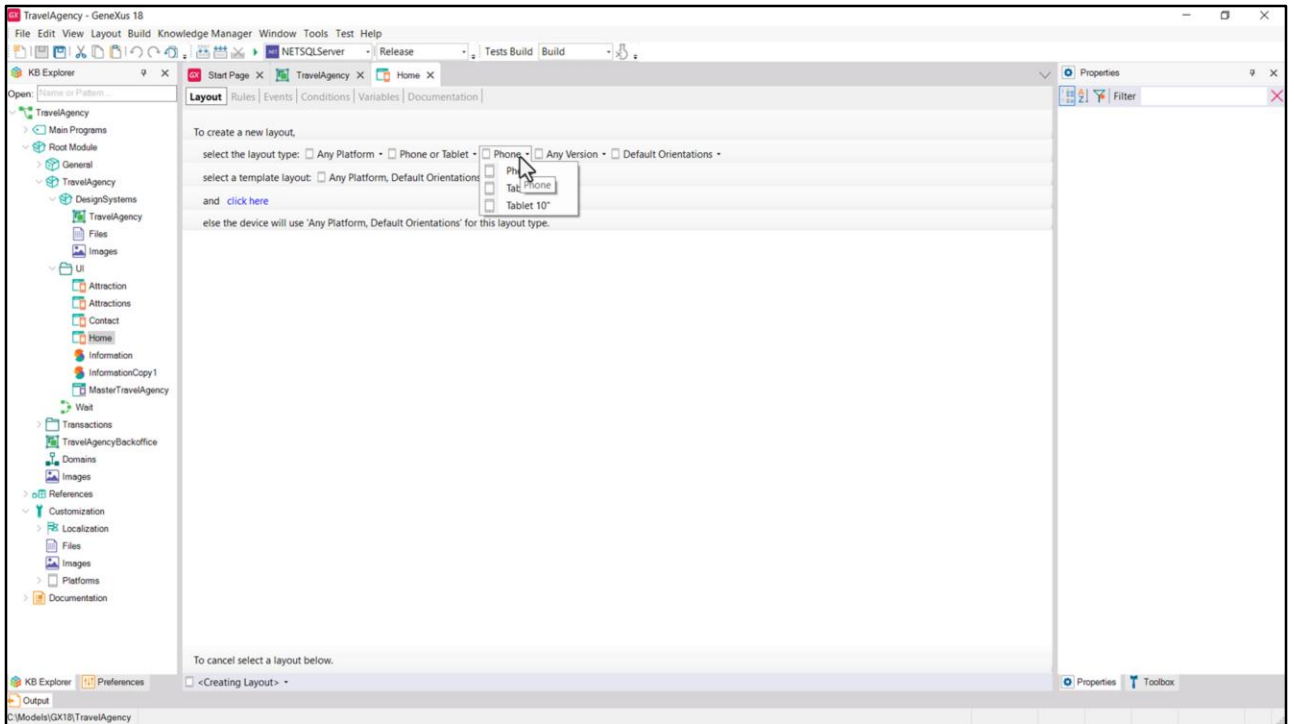 GX TravelAgency - GeneXus 18
File Edit View Layout Build Knowledge Manager Window Tools Test Help
.NET NETSQLServer Release Tests Build Build
KB Explorer
Open: Name or Pattern...
TravelAgency
Main Programs
Root Module
General
TravelAgency
DesignSystems
TravelAgency
Files
Images
UI
Attraction
Attractions
Contact
Home
Information
InformationCopy1
MasterTravelAgency
Wait
Transactions
TravelAgencyBackoffice
Domains
Images
References
Customization
Localization
Files
Images
Platforms
Documentation
KB Explorer Preferences
GX Start Page X TravelAgency X Home X
Layout Rules Events Conditions Variables Documentation
To create a new layout,
select the layout type: Any Platform Phone or Tablet Phone Any Version Default Orientations
select a template layout: Any Platform, Default Orientations
Phone
Tablet 10"
and click here
else the device will use 'Any Platform, Default Orientations' for this layout type.
To cancel select a layout below.
<Creating Layout>
Properties
Filter
Properties Toolbox
Output
C:\Models\GX18\TravelAgency